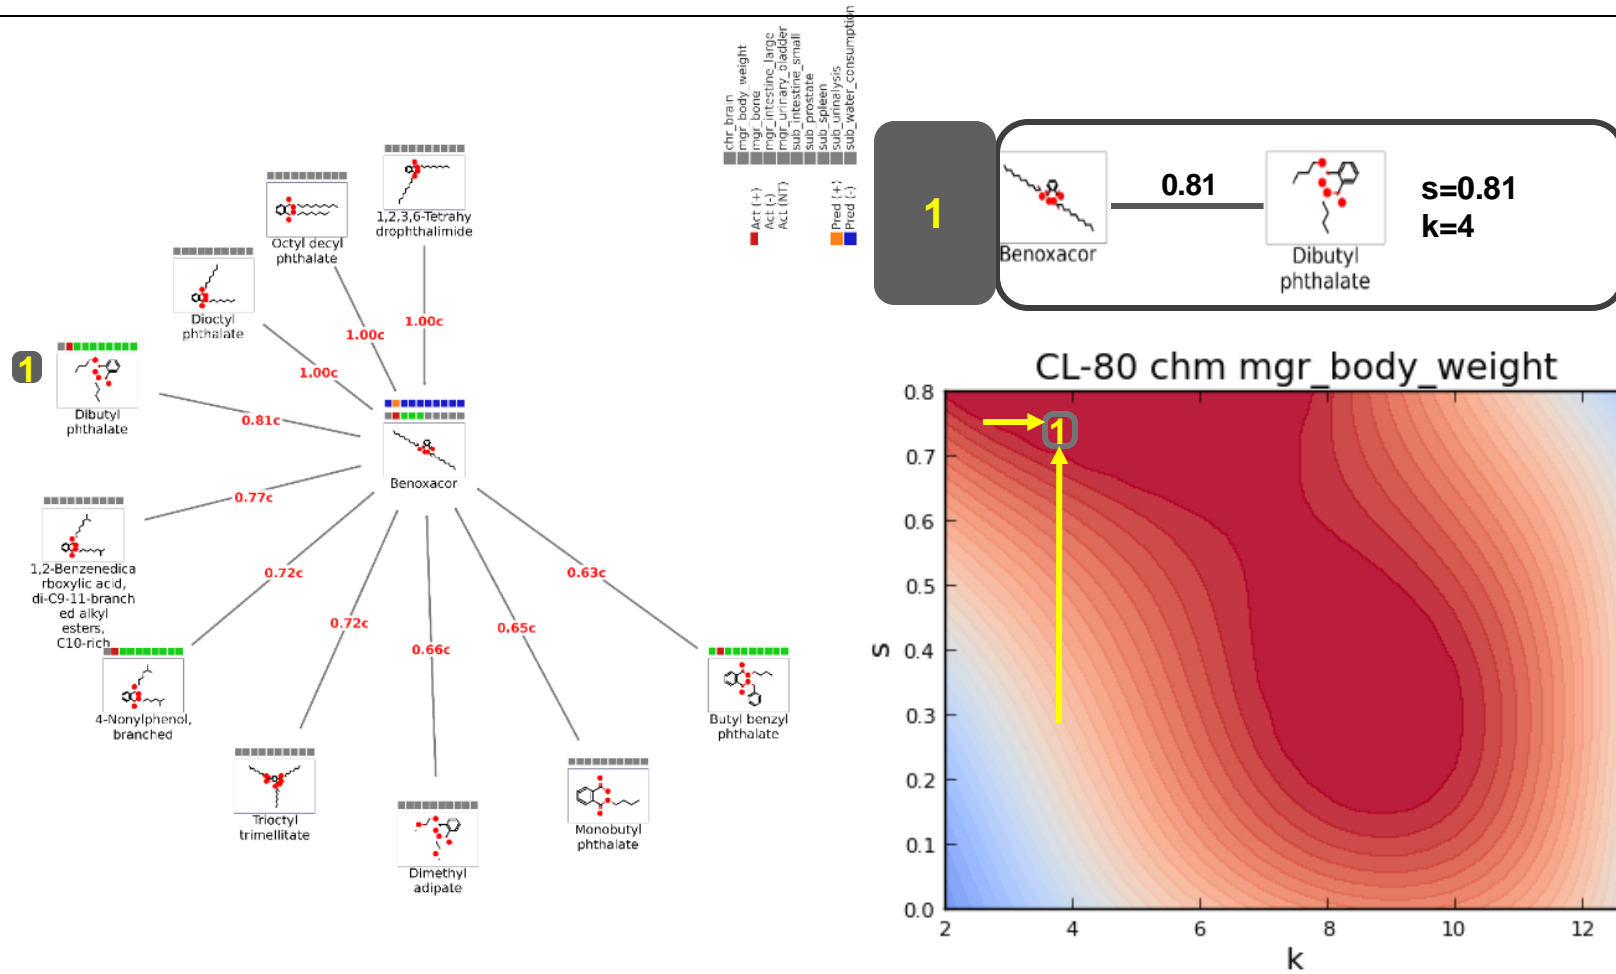 chr_brain
mgr_body_weight
mgr_bone
mgr_intestine_large
mgr_urinary_bladder
sub_intestine_small
sub_prostate
sub_spleen
sub_urinalysis
sub_water_consumption
Act (+)
Act (-)
Act (NT)
Pred (+)
Pred (-)
1,2,3,6-Tetrahy
drophthalimide
Octyl decyl
phthalate
Dioctyl
phthalate
1
Dibutyl
phthalate
1.00c
1.00c
1.00c
0.81c
Benoxacor
0.77c
1,2-Benzenedica
rboxylic acid,
di-C9-11-branch
ed alkyl
esters,
C10-rich
0.72c
0.72c
0.66c
0.65c
0.63c
4-Nonylphenol,
branched
Trioctyl
trimellitate
Dimethyl
adipate
Monobutyl
phthalate
Butyl benzyl
phthalate
1
Benoxacor
0.81
Dibutyl
phthalate
s=0.81
k=4
CL-80 chm mgr_body_weight
0.8
0.7
0.6
0.5
0.4
0.3
0.2
0.1
0.0
s
1
2 4 6 8 10 12
k